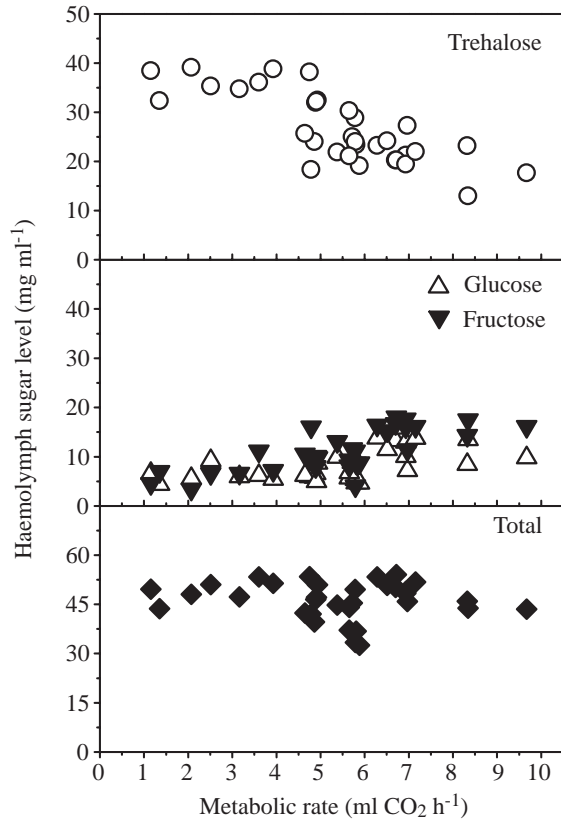 50
Trehalose
40
30
20
10
0
Glucose
40
Fructose
30
20
10
0
Total
60
45
30
15
0
0 1 2 3 4 5 6 7 8 9 10
Haemolymph sugar level (mg ml⁻¹)
Metabolic rate (ml CO₂ h⁻¹)